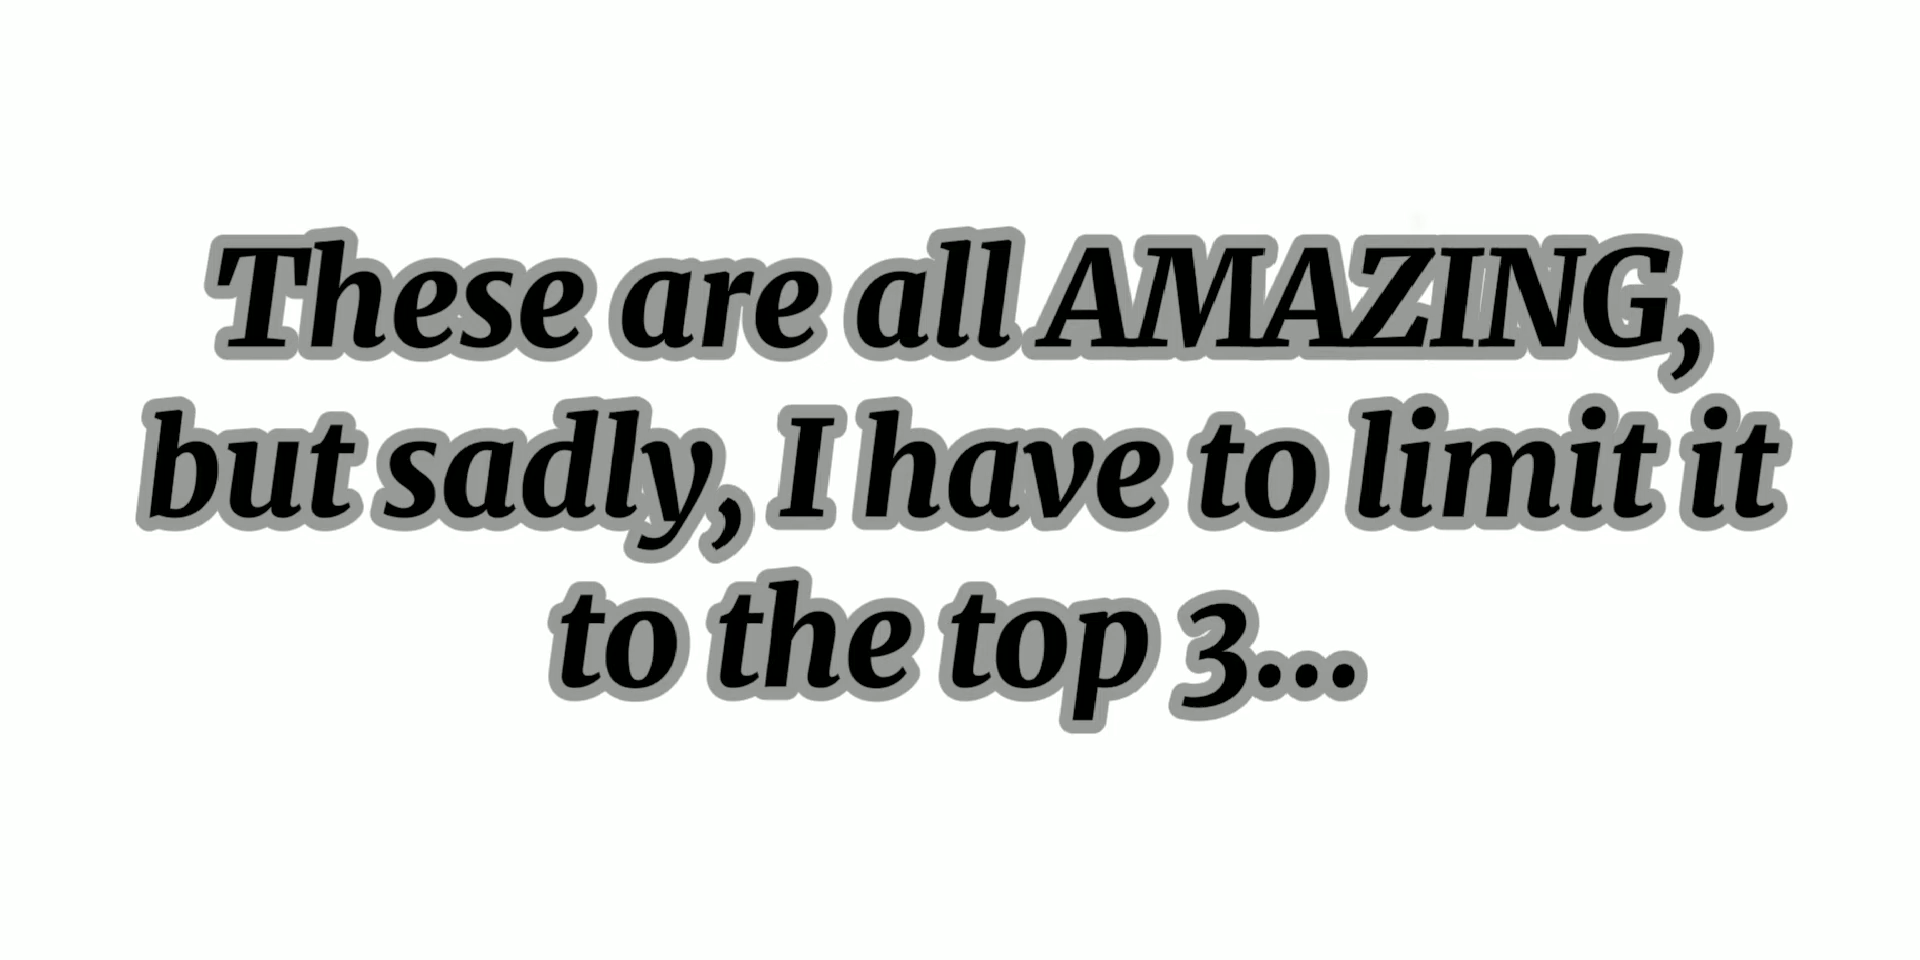 These are all AMAZING,
but sadly, I have to limit it
to the top 3...